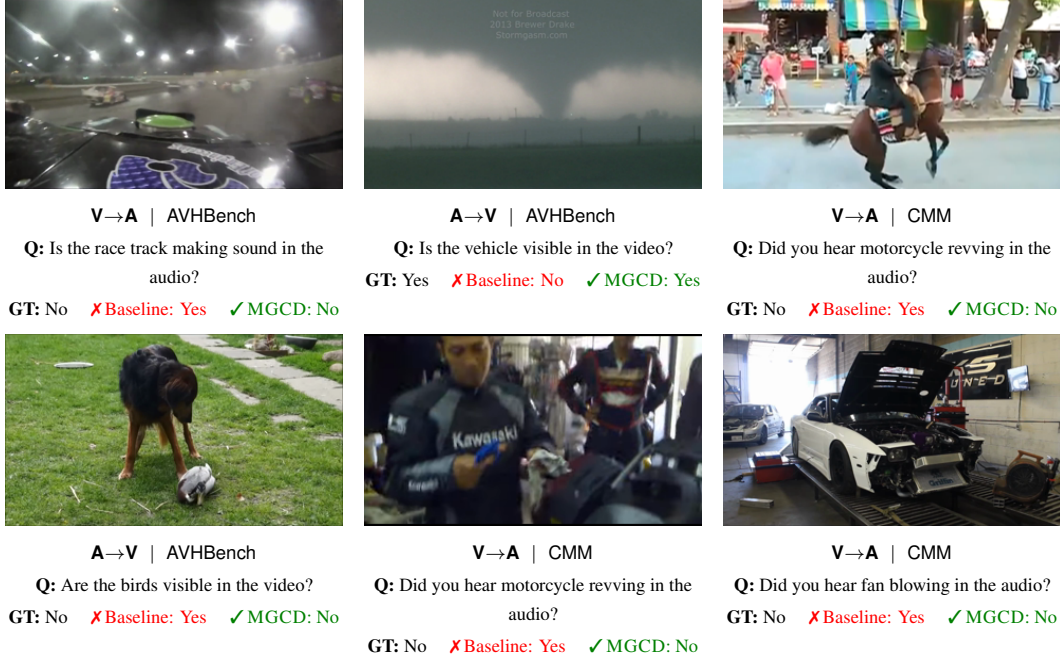 Not for Broadcast
2013 Brewer Drake
Stormgasm.com
V→A | AVHBench
Q: Is the race track making sound in the
audio?
GT: No ✗Baseline: Yes ✓MGCD: No
A→V | AVHBench
Q: Is the vehicle visible in the video?
GT: Yes ✗Baseline: No ✓MGCD: Yes
V→A | CMM
Q: Did you hear motorcycle revving in the
audio?
GT: No ✗Baseline: Yes ✓MGCD: No
A→V | AVHBench
Q: Are the birds visible in the video?
GT: No ✗Baseline: Yes ✓MGCD: No
Kawasaki
V→A | CMM
Q: Did you hear motorcycle revving in the
audio?
GT: No ✗Baseline: Yes ✓MGCD: No
V→A | CMM
Q: Did you hear fan blowing in the audio?
GT: No ✗Baseline: Yes ✓MGCD: No